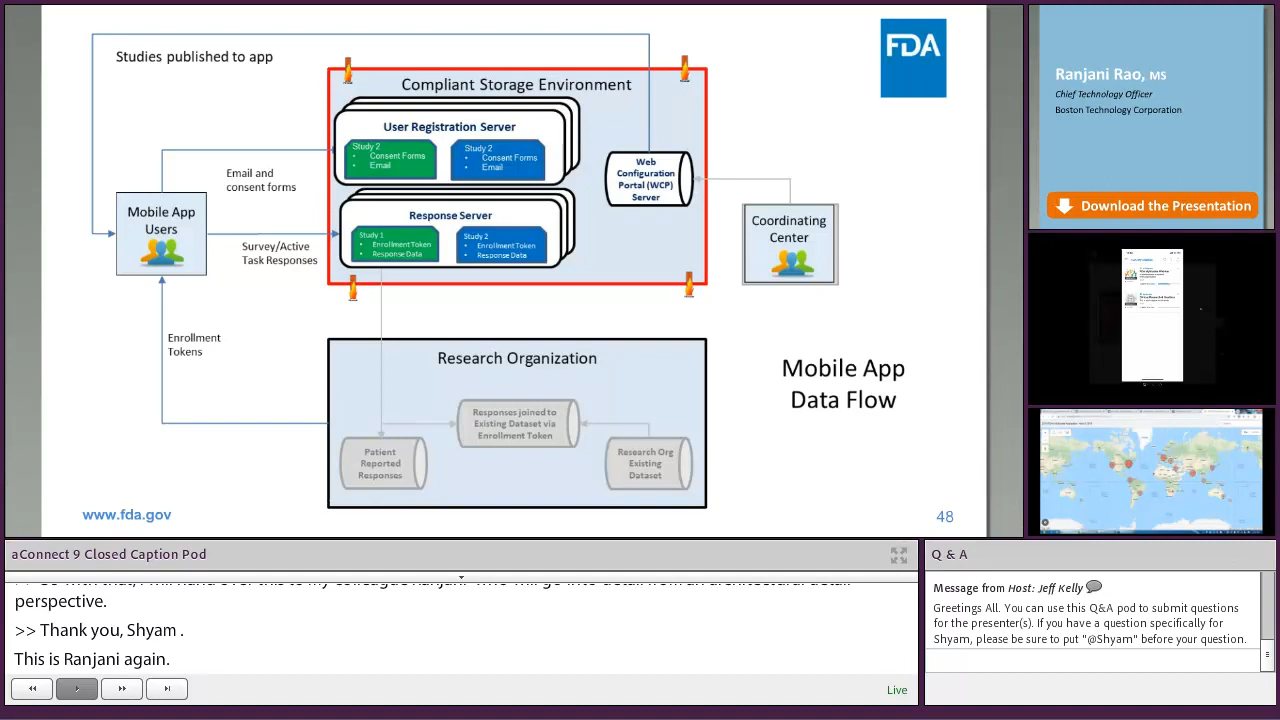 Studies published to app
FDA
Compliant Storage Environment
User Registration Server
Study 2
• Consent Forms
• Email
Study 2
• Consent Forms
• Email
Email and
consent forms
Web
Configuration
Portal (WCP)
Server
Mobile App
Users
Response Server
Study 1
• Enrollment Token
• Response Data
Study 2
• Enrollment Token
• Response Data
Survey/Active
Task Responses
Coordinating
Center
Enrollment
Tokens
Research Organization
Responses joined to
Existing Dataset via
Enrollment Token
Patient
Reported
Responses
Research Org
Existing
Dataset
Mobile App
Data Flow
www.fda.gov
48
Ranjani Rao, MS
Chief Technology Officer
Boston Technology Corporation
Download the Presentation
aConnect 9 Closed Caption Pod
perspective.
>> Thank you, Shyam .
This is Ranjani again.
Live
Q & A
Message from Host: Jeff Kelly
Greetings All. You can use this Q&A pod to submit questions
for the presenter(s). If you have a question specifically for
Shyam, please be sure to put "@Shyam" before your question.